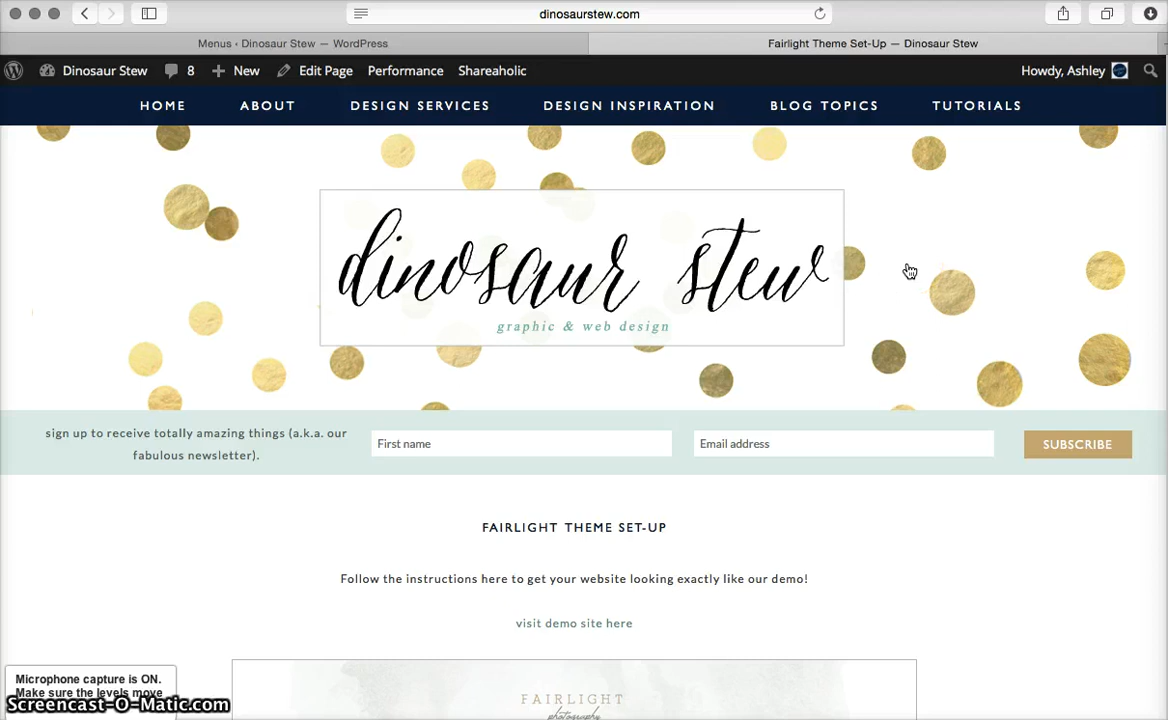 dinosaurstew.com
Menus ‹ Dinosaur Stew — WordPress
Fairlight Theme Set-Up — Dinosaur Stew
Dinosaur Stew 8 New Edit Page Performance Shareaholic Howdy, Ashley
HOME ABOUT DESIGN SERVICES DESIGN INSPIRATION BLOG TOPICS TUTORIALS
dinosaur stew
graphic & web design
sign up to receive totally amazing things (a.k.a. our
fabulous newsletter).
First name
Email address
SUBSCRIBE
FAIRLIGHT THEME SET-UP
Follow the instructions here to get your website looking exactly like our demo!
visit demo site here
FAIRLIGHT
photography
Microphone capture is ON.
Make sure the levels move
Screencast-O-Matic.com